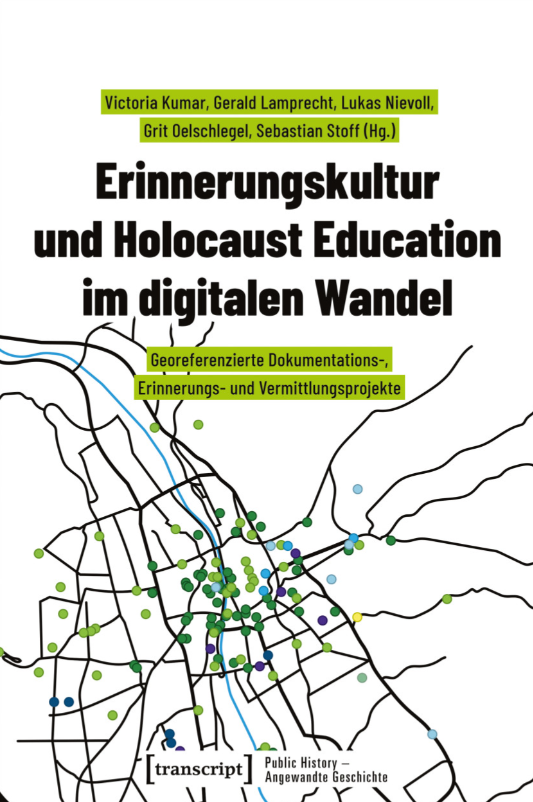 Victoria Kumar, Gerald Lamprecht, Lukas Nievoll,
Grit Oelschlegel, Sebastian Stoff (Hg.)
Erinnerungskultur
und Holocaust Education
im digitalen Wandel
Georeferenzierte Dokumentations-,
Erinnerungs- und Vermittlungsprojekte
[transcript]
Public History –
Angewandte Geschichte